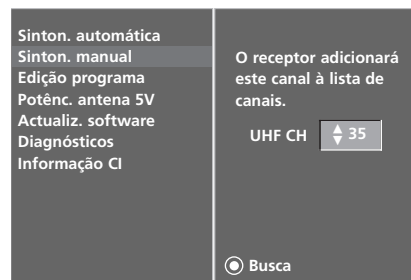 Sinton. automática
Sinton. manual
Edição programa
Potênc. antena 5V
Actualiz. software
Diagnósticos
Informação CI
O receptor adicionará
este canal à lista de
canais.
UHF CH 35
Busca